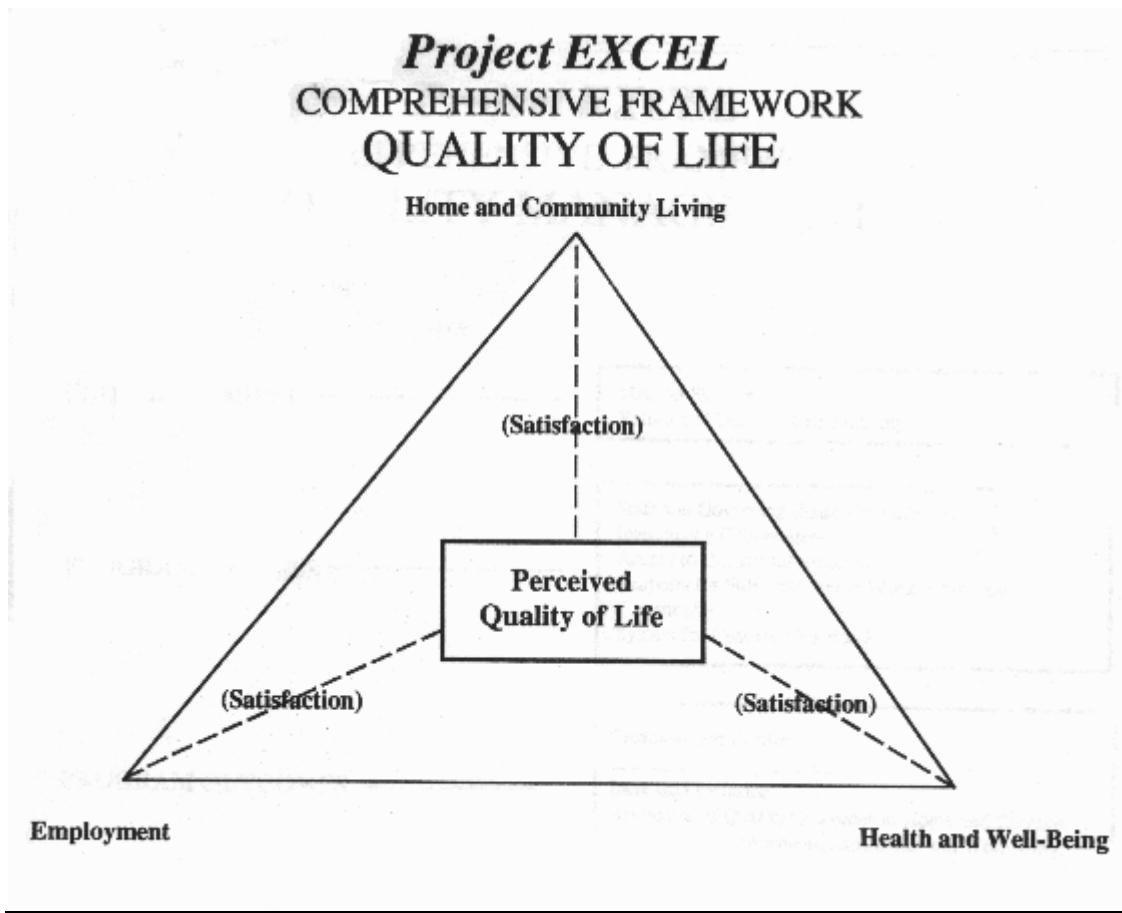 Project EXCEL
COMPREHENSIVE FRAMEWORK
QUALITY OF LIFE
Home and Community Living
(Satisfaction)
Perceived
Quality of Life
(Satisfaction)
(Satisfaction)
Employment
Health and Well-Being